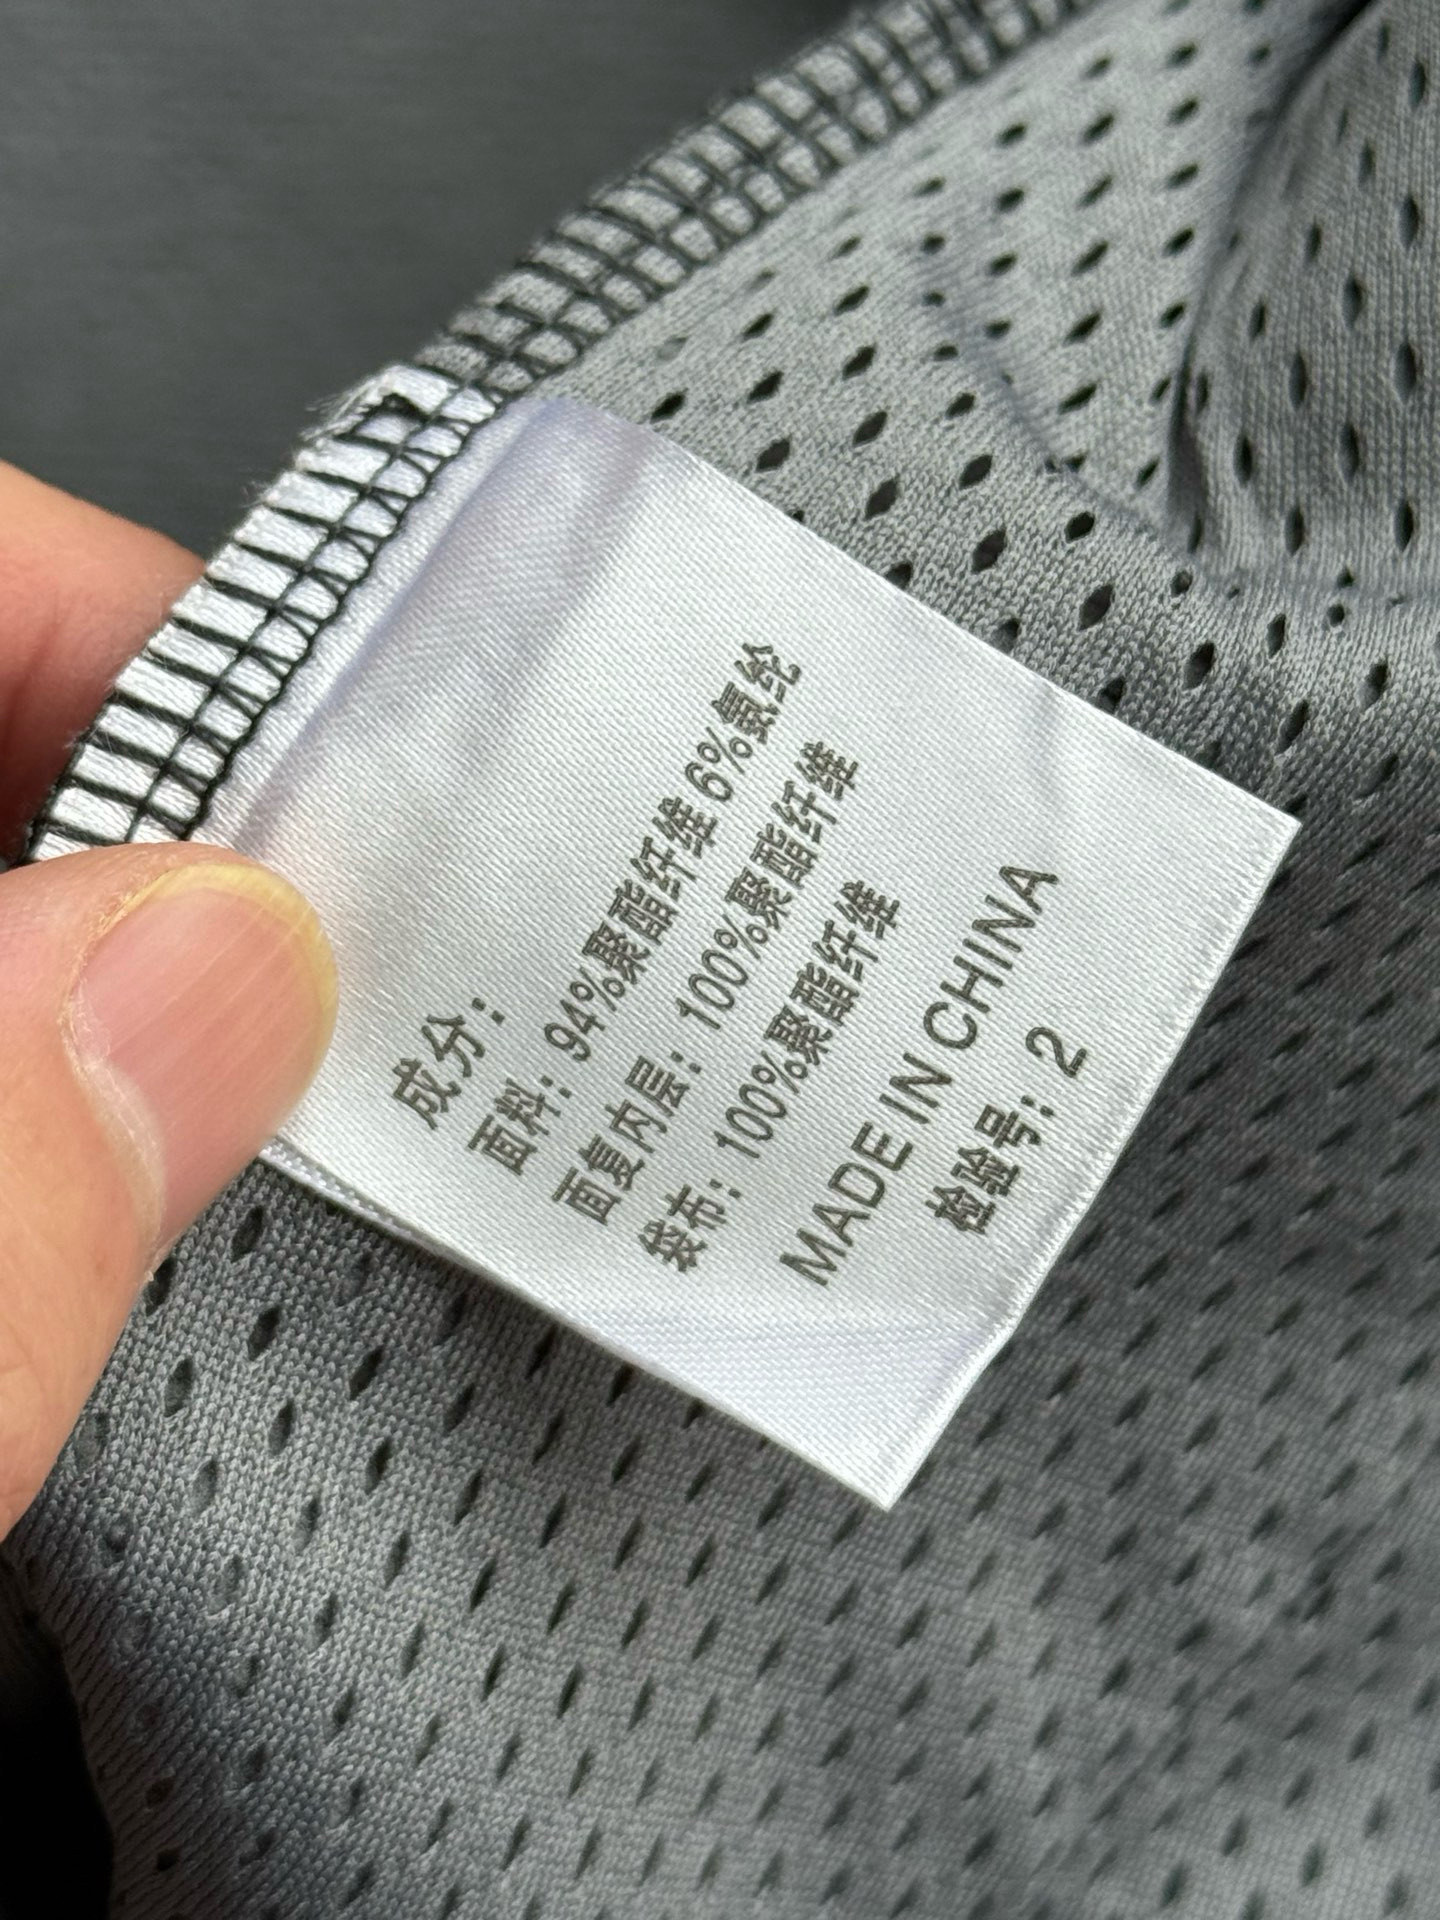 成分：
面料：94%聚酯纤维 6%氨纶
面复内层：100%聚酯纤维
袋布：100%聚酯纤维
MADE IN CHINA
检验号：2